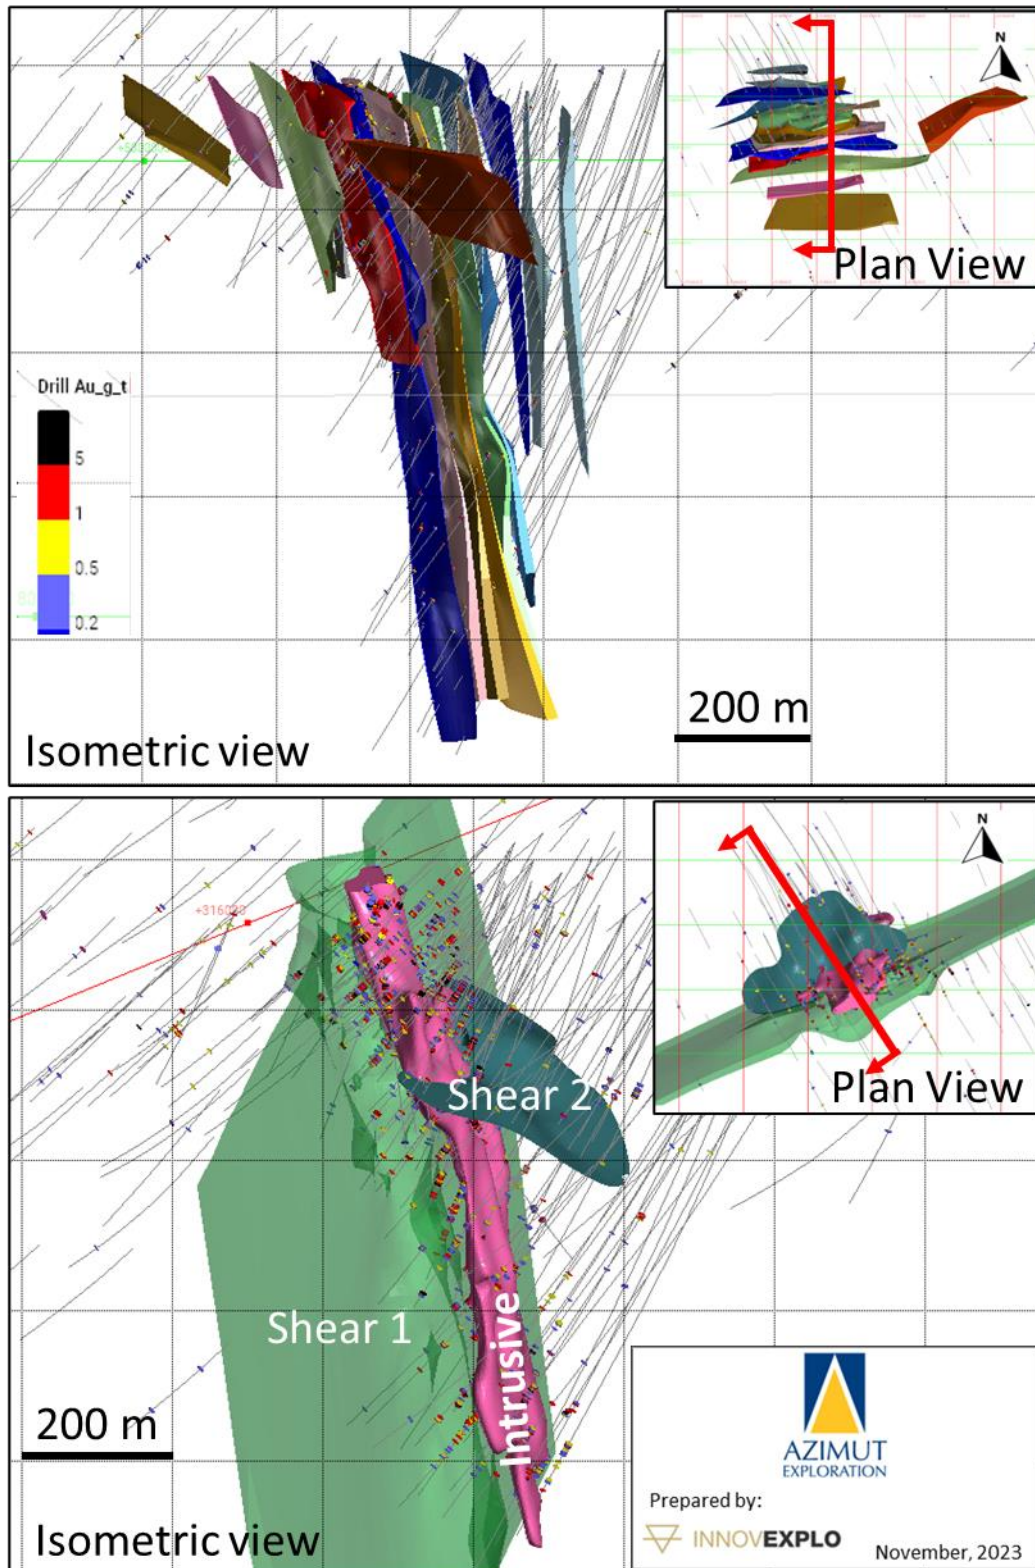 N
Plan View
Drill Au_g_t
5
1
0.5
0.2
200 m
Isometric view
N
+316020
Plan View
Shear 2
Shear 1
Intrusive
200 m
Isometric view
AZIMUT
EXPLORATION
Prepared by:
INNOVEXPLO
November, 2023